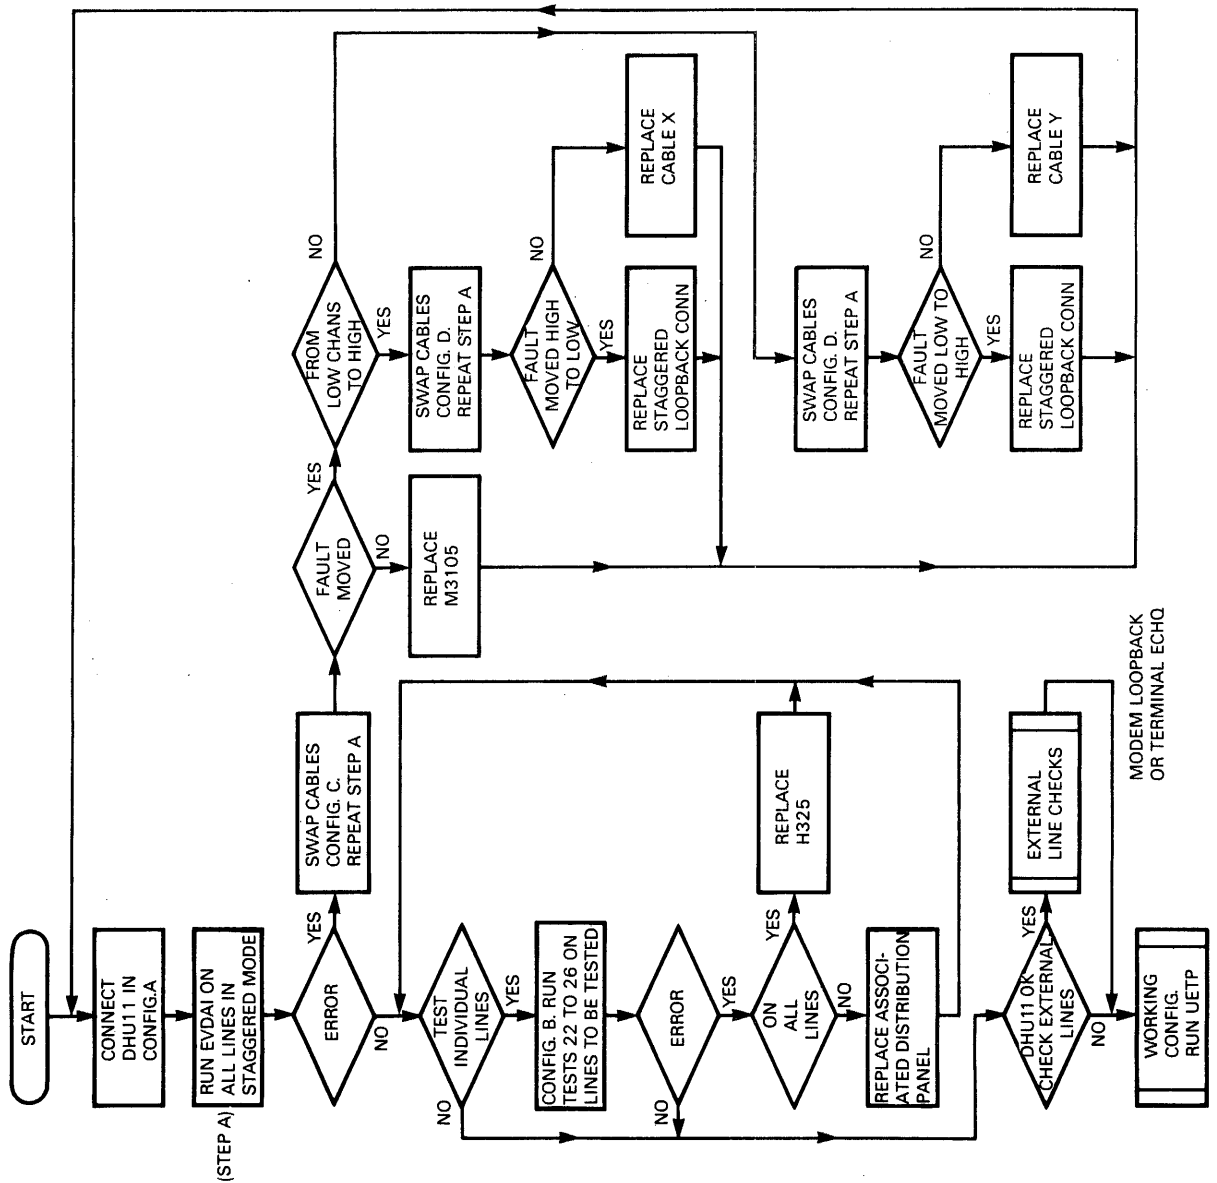 START
CONNECT
DHU11 IN
CONFIG.A
RUN EVDAI ON
ALL LINES IN
STAGGERED MODE
(STEP A)
ERROR
YES
NO
SWAP CABLES
CONFIG. C.
REPEAT STEP A
FAULT
MOVED
YES
NO
REPLACE
M3105
FROM
LOW CHANS
TO HIGH
NO
YES
SWAP CABLES
CONFIG. D.
REPEAT STEP A
FAULT
MOVED HIGH
TO LOW
NO
YES
REPLACE
CABLE X
REPLACE
STAGGERED
LOOPBACK CONN
SWAP CABLES
CONFIG. D.
REPEAT STEP A
FAULT
MOVED LOW TO
HIGH
NO
YES
REPLACE
CABLE Y
REPLACE
STAGGERED
LOOPBACK CONN
TEST
INDIVIDUAL
LINES
NO
YES
CONFIG. B. RUN
TESTS 22 TO 26 ON
LINES TO BE TESTED
ERROR
NO
YES
ON
ALL
LINES
YES
NO
REPLACE
H325
REPLACE ASSOCI-
ATED DISTRIBUTION
PANEL
DHU11 OK
CHECK EXTERNAL
LINES
YES
NO
EXTERNAL
LINE CHECKS
MODEM LOOPBACK
OR TERMINAL ECHO
WORKING
CONFIG.
RUN UETP